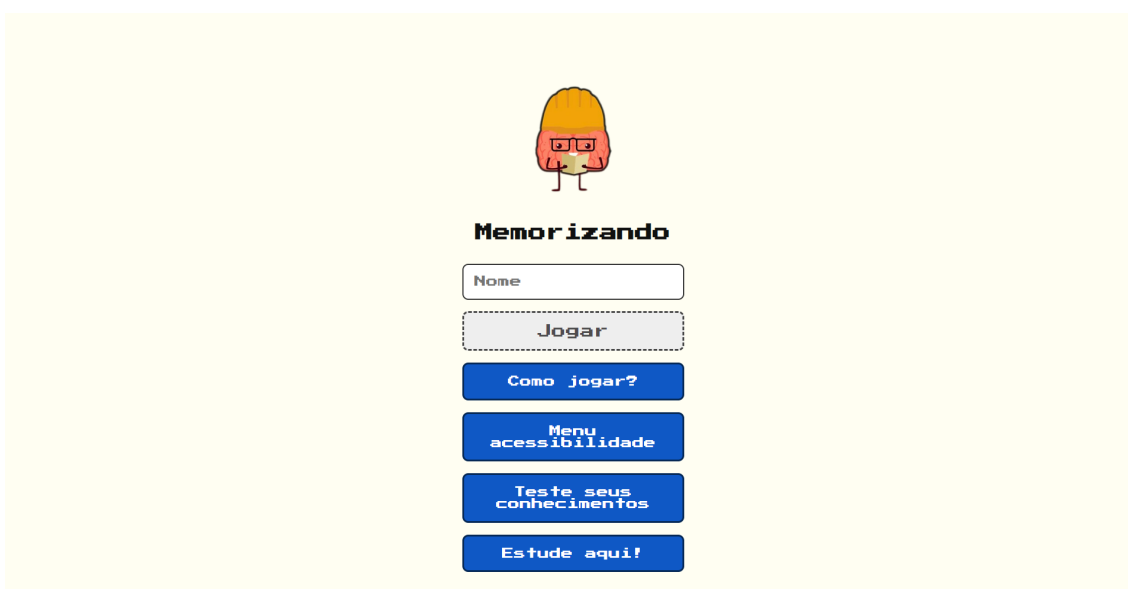 Memorizando
Nome
Jogar
Como jogar?
Menu
acessibilidade
Teste seus
conhecimentos
Estude aqui!